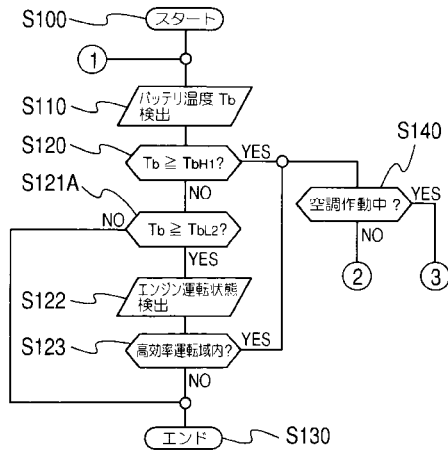 S100
スタート
1
S110
バッテリ温度 Tb
検出
S120
Tb ≧ TbH1?
YES
NO
S140
空調作動中 ?
YES
NO
2
3
S121A
NO
Tb ≧ TbL2?
YES
S122
エンジン運転状態
検出
S123
高効率運転域内?
YES
NO
エンド
S130